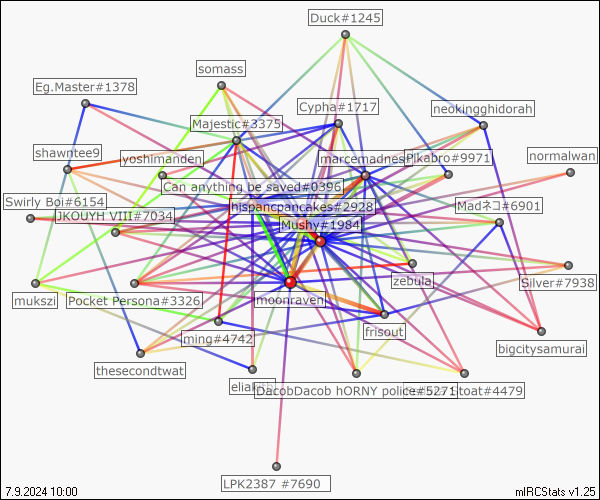 Duck#1245
somass
Eg.Master#1378
Cypha#1717
neokingghidorah
Majestic#3375
shawntee9
yoshimanden
marcemadnes
Pikabro#9971
normalwan
Can anything be saved#0396
Swirly Boi#6154
JKOUYH VIII#7034
hispancpancakes#2928
Madネコ#6901
Mushy#1984
zebula
Silver#7938
mukszi
Pocket Persona#3326
moonraven
frisout
ming#4742
bigcitysamurai
thesecondtwat
DacobDacob hORNY police#5271
Stoat#4479
LPK2387 #7690
7.9.2024 10:00
mIRCStats v1.25